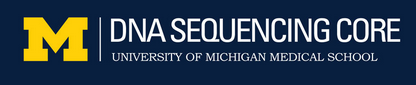 M
DNA SEQUENCING CORE
UNIVERSITY OF MICHIGAN MEDICAL SCHOOL